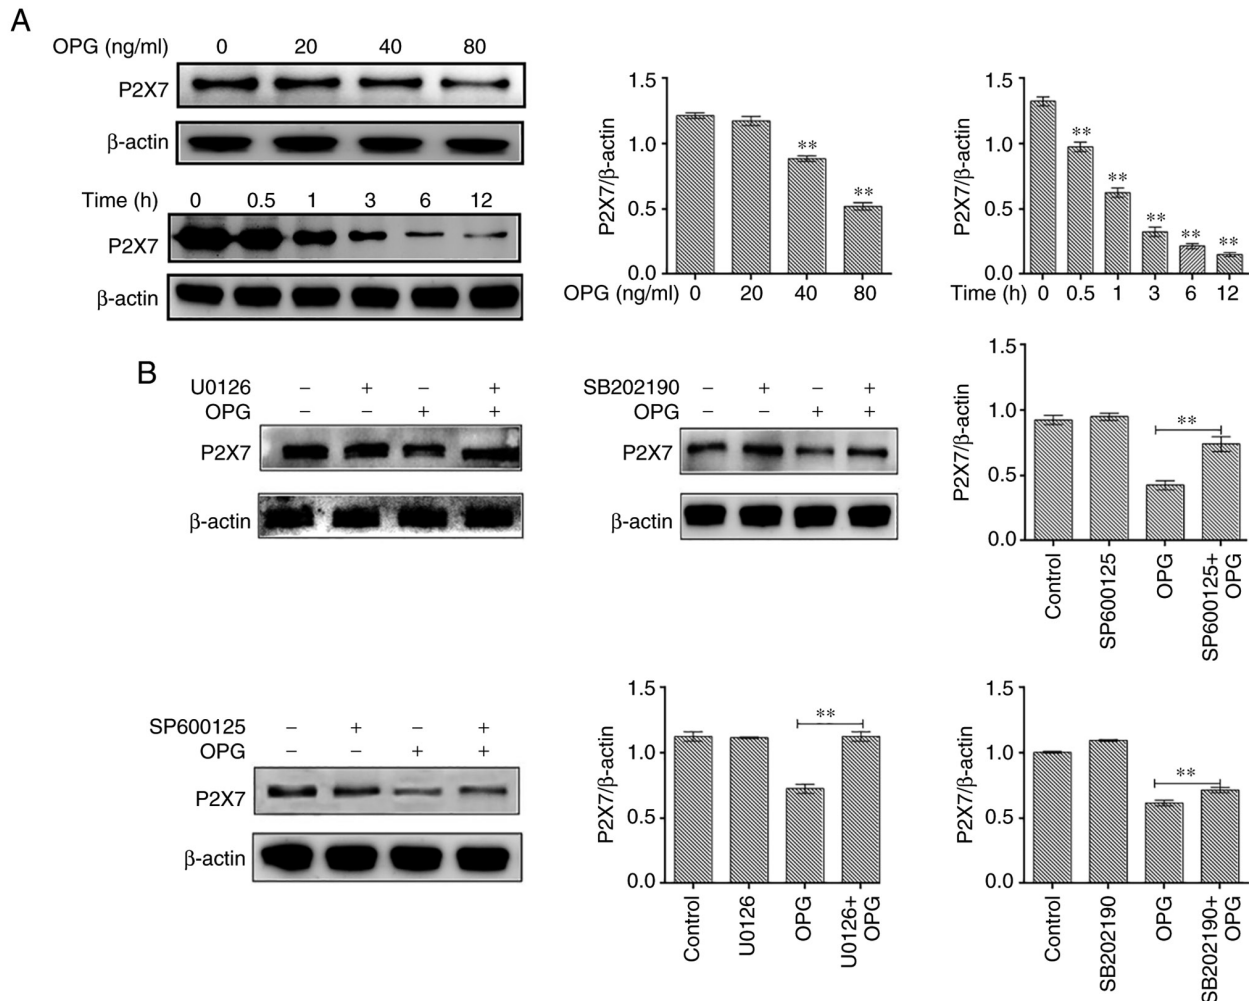 A
OPG (ng/ml) 0 20 40 80
P2X7
β-actin
Time (h) 0 0.5 1 3 6 12
P2X7
β-actin
P2X7/β-actin
1.5
1.0
0.5
0.0
** **
OPG (ng/ml) 0 20 40 80
P2X7/β-actin
1.5
1.0
0.5
0.0
** ** ** ** **
Time (h) 0 0.5 1 3 6 12
B
U0126 – + – +
OPG – – + +
P2X7
β-actin
SB202190 – + – +
OPG – – + +
P2X7
β-actin
P2X7/β-actin
1.5
1.0
0.5
0.0
**
Control
SP600125
OPG
SP600125+
OPG
SP600125 – + – +
OPG – – + +
P2X7
β-actin
P2X7/β-actin
1.5
1.0
0.5
0.0
**
Control
U0126
OPG
U0126+
OPG
P2X7/β-actin
1.5
1.0
0.5
0.0
**
Control
SB202190
OPG
SB202190+
OPG